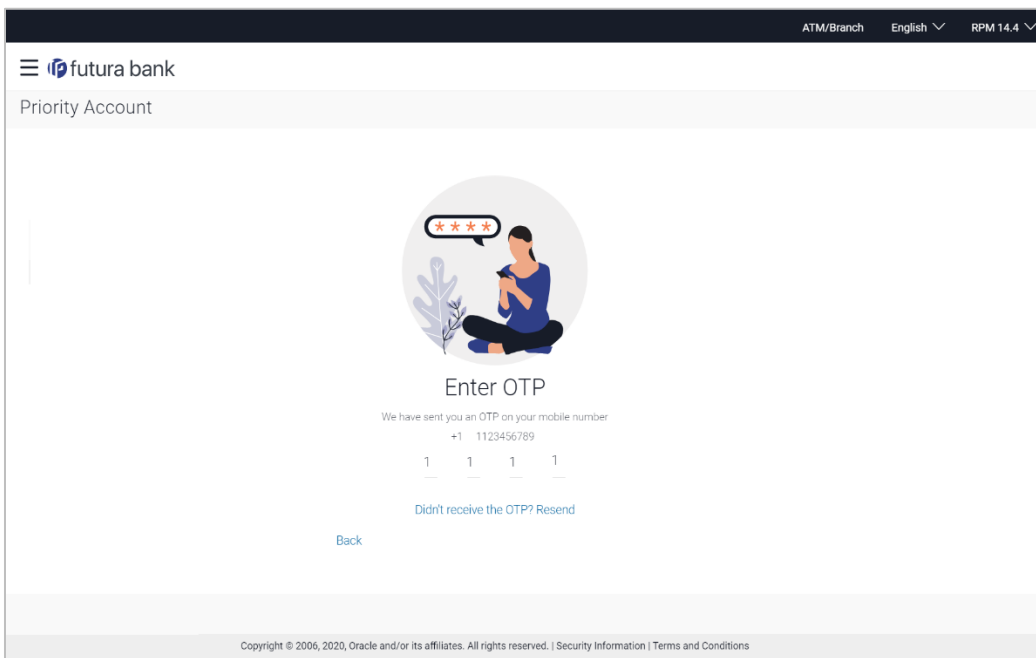 ATM/Branch English RPM 14.4
futura bank
Priority Account
* * * *
Enter OTP
We have sent you an OTP on your mobile number
+1 1123456789
1 1 1 1
Didn't receive the OTP? Resend
Back
Copyright © 2006, 2020, Oracle and/or its affiliates. All rights reserved. | Security Information | Terms and Conditions